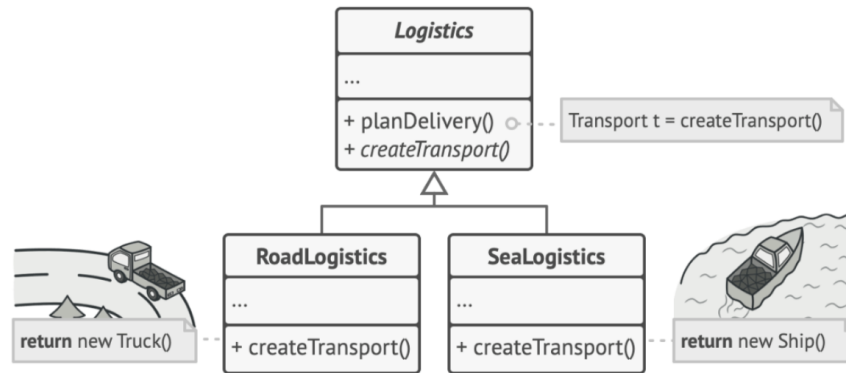 Logistics
...
+ planDelivery()
+ createTransport()
Transport t = createTransport()
RoadLogistics
...
+ createTransport()
SeaLogistics
...
+ createTransport()
return new Truck()
return new Ship()